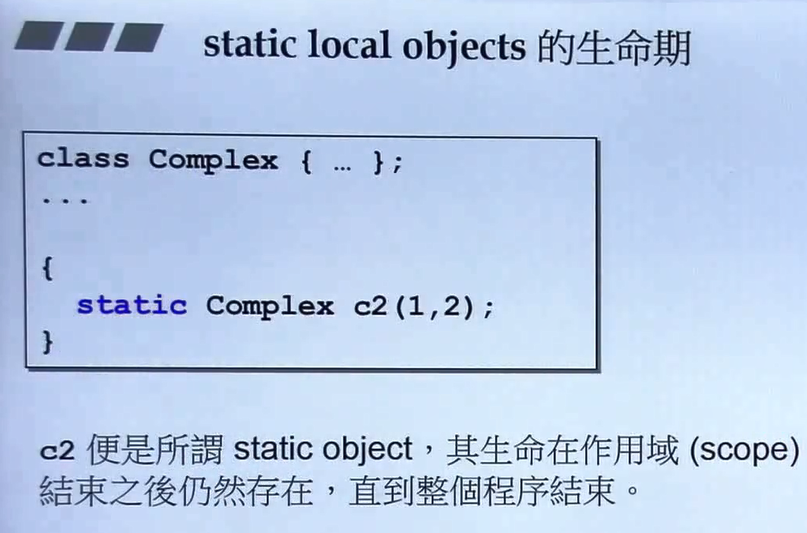 static local objects 的生命期
class Complex { … };
...
{
static Complex c2(1,2);
}
c2 便是所謂 static object，其生命在作用域 (scope)
結束之後仍然存在，直到整個程序結束。